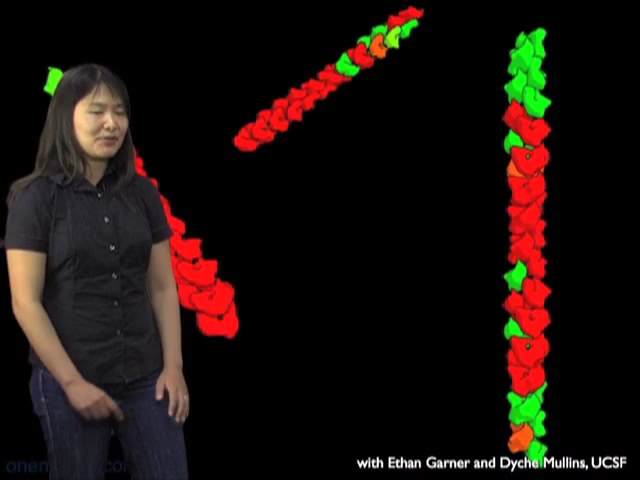 with Ethan Garner and Dyche Mullins, UCSF